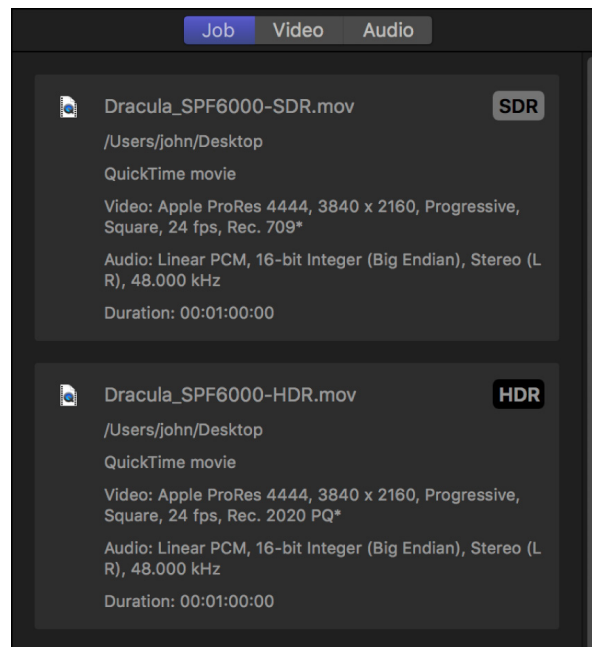 Job Video Audio
Dracula_SPF6000-SDR.mov SDR
/Users/john/Desktop
QuickTime movie
Video: Apple ProRes 4444, 3840 x 2160, Progressive,
Square, 24 fps, Rec. 709*
Audio: Linear PCM, 16-bit Integer (Big Endian), Stereo (L
R), 48.000 kHz
Duration: 00:01:00:00
Dracula_SPF6000-HDR.mov HDR
/Users/john/Desktop
QuickTime movie
Video: Apple ProRes 4444, 3840 x 2160, Progressive,
Square, 24 fps, Rec. 2020 PQ*
Audio: Linear PCM, 16-bit Integer (Big Endian), Stereo (L
R), 48.000 kHz
Duration: 00:01:00:00